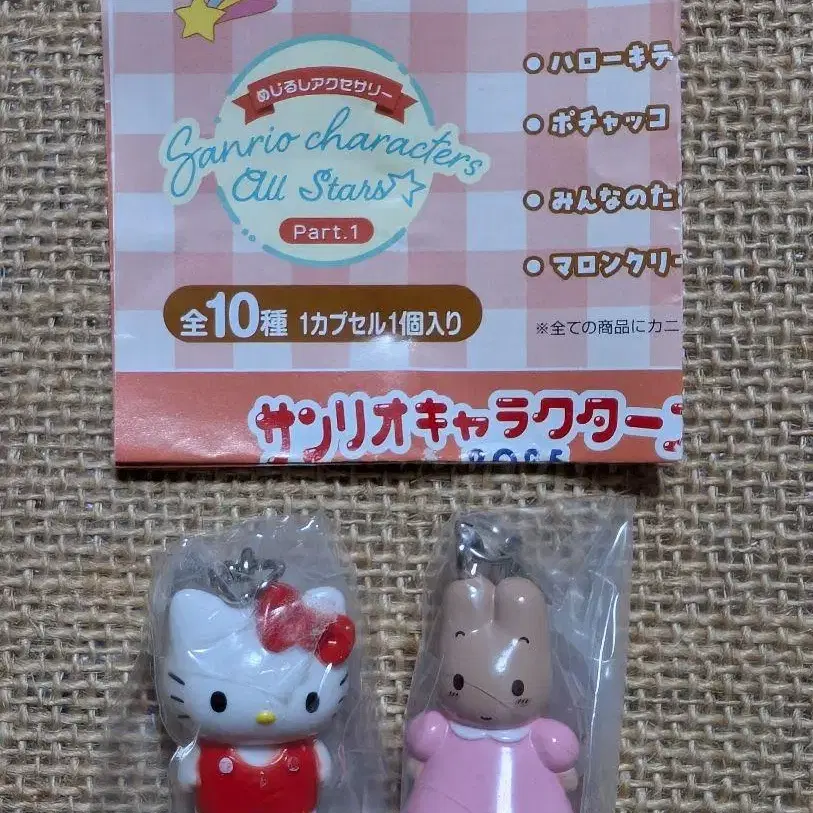 めじるしアクセサリー
Sanrio characters
All Stars
Part.1
全10種 1カプセル1個入り
●ハローキテ
●ポチャッコ
●みんなのた
●マロンクリー
※全ての商品にカニ
サンリオキャラクター